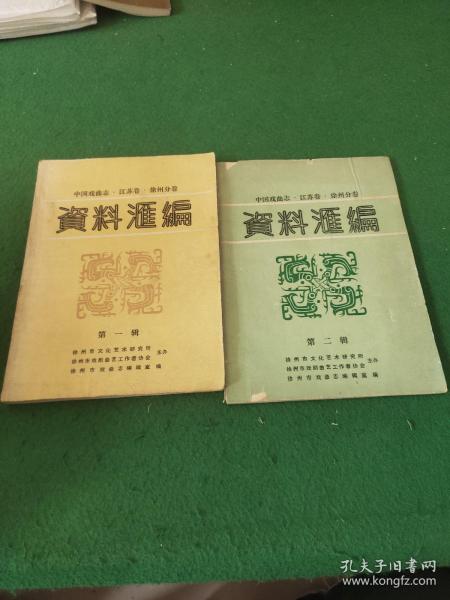 中国戏曲志·江苏卷·徐州分卷
資料滙編
第一辑
徐州市文化艺术研究所
徐州市戏剧曲艺工作者协会 主办
徐州市戏曲志编辑室 编
中国戏曲志·江苏卷·徐州分卷
資料滙編
第二辑
徐州市文化艺术研究所
徐州市戏剧曲艺工作者协会 主办
徐州市戏曲志编辑室 编
孔夫子旧书网
www.kongfz.com